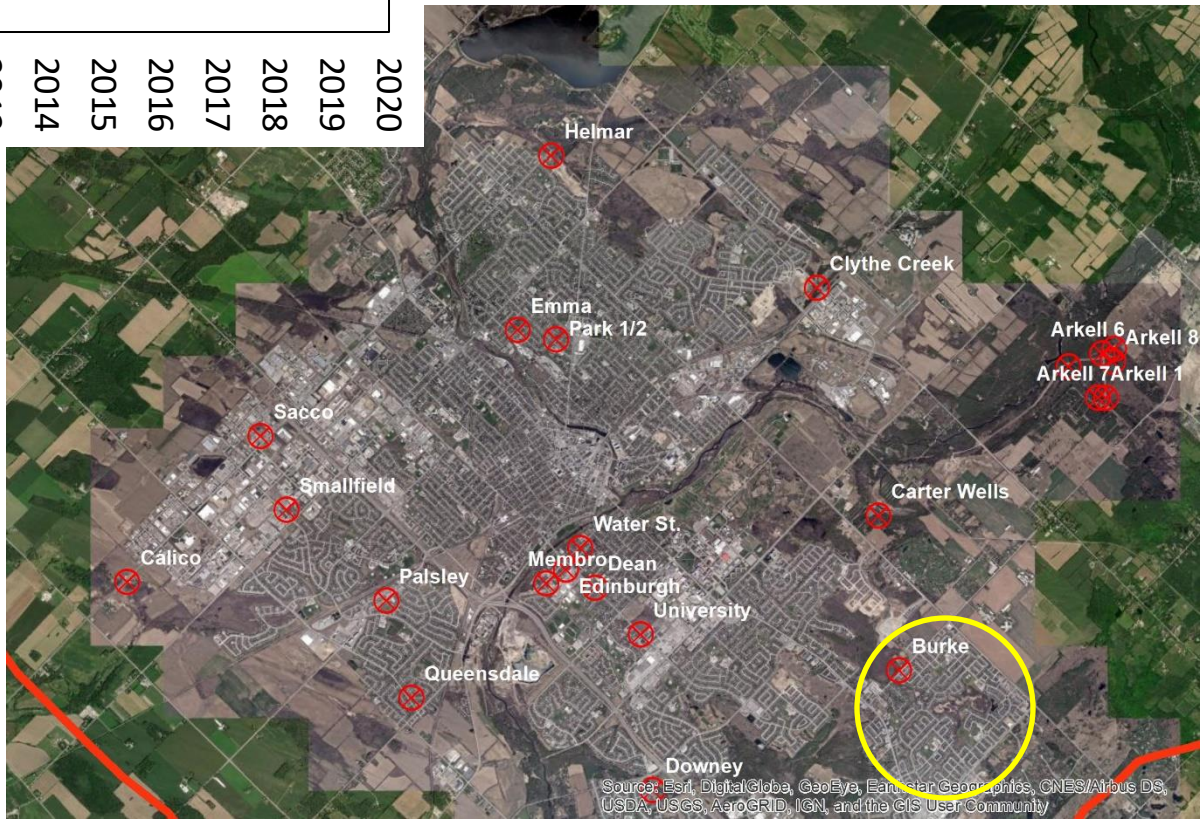 2014
2015
2016
2017
2018
2019
2020
Helmar
Clythe Creek
Emma
Park 1/2
Arkell 6
Arkell 8
Arkell 7
Arkell 1
Sacco
Smallfield
Carter Wells
Water St.
Calico
Membro
Dean
Paisley
Edinburgh
University
Burke
Queensdale
Downey
Source: Esri, DigitalGlobe, GeoEye, Earthstar Geographics, CNES/Airbus DS,
USDA, USGS, AeroGRID, IGN, and the GIS User Community